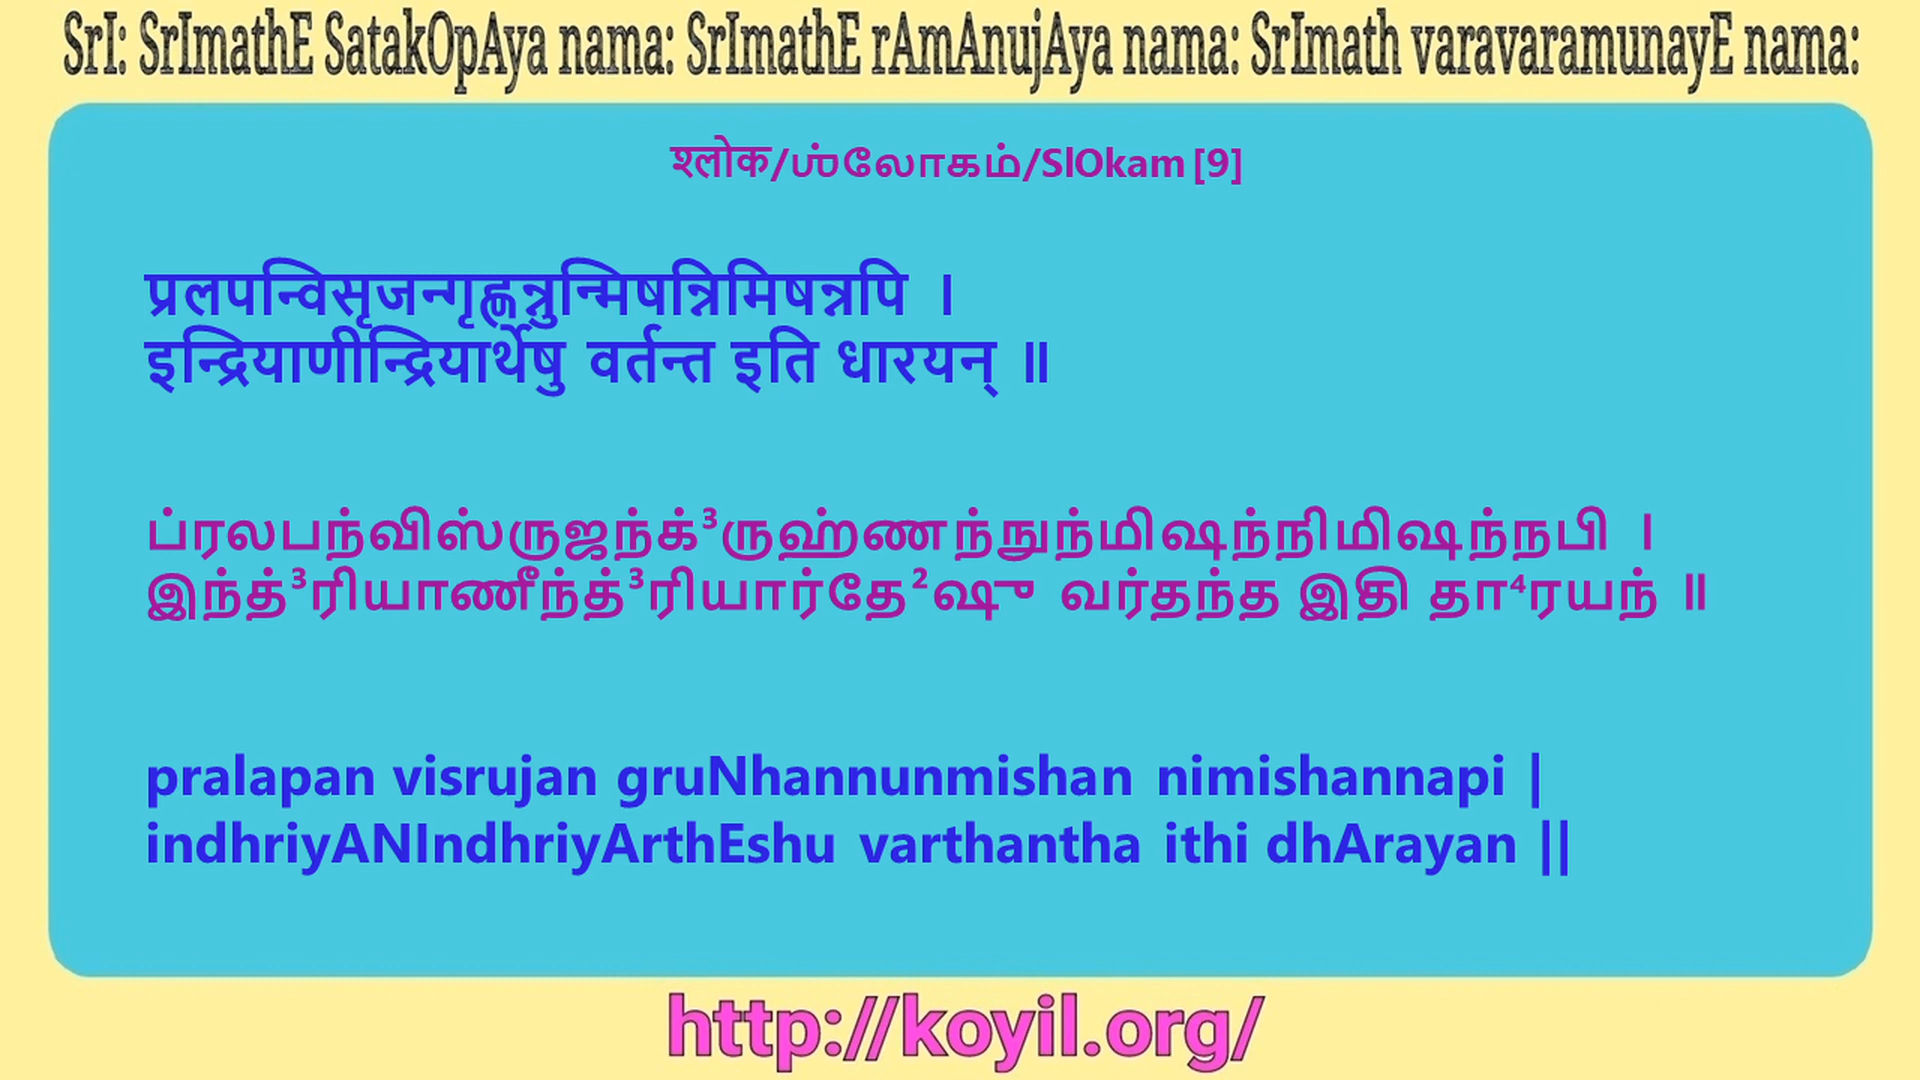 SrI: SrImathE SatakOpAya nama: SrImathE rAmAnujAya nama: SrImath varavaramunayE nama:
श्लोक/ஶ்லோகம்/SlOkam [9]
प्रलपन्विसृजन्गृह्णन्नुन्मिषन्निमिषन्नपि ।
इन्द्रियाणीन्द्रियार्थेषु वर्तन्त इति धारयन् ॥
ப்ரலபந்விஸ்ருஜந்க்³ருஹ்ணந்நுந்மிஷந்நிமிஷந்நபி ।
இந்த்³ரியாணீந்த்³ரியார்தே²ஷு வர்தந்த இதி தா⁴ரயந் ॥
pralapan visrujan gruNhannunmishan nimishannapi |
indhriyANIndhriyArthEshu varthantha ithi dhArayan ||
http://koyil.org/